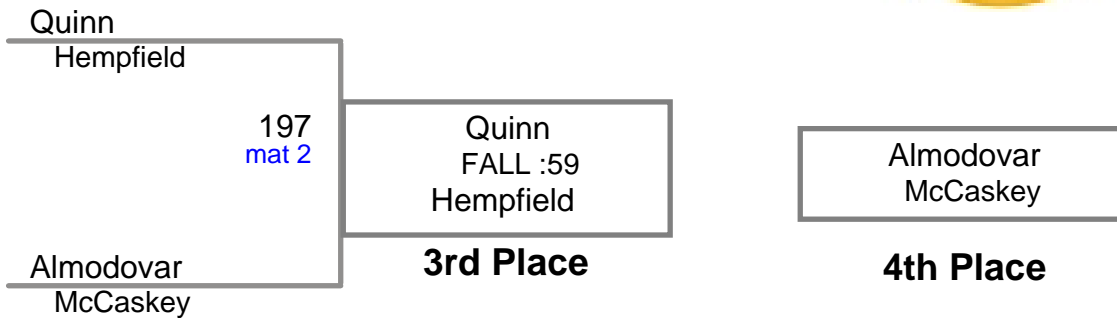 Quinn
Hempfield
197
mat 2
Quinn
FALL :59
Hempfield
3rd Place
Almodovar
McCaskey
4th Place
Almodovar
McCaskey